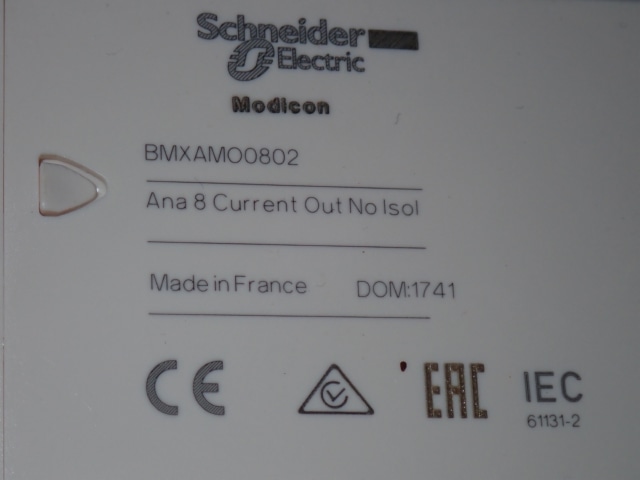 Schneider
Electric
Modicon
BMXAMO0802
Ana 8 Current Out No Isol
Made in France DOM:1741
CE EAC IEC
61131-2